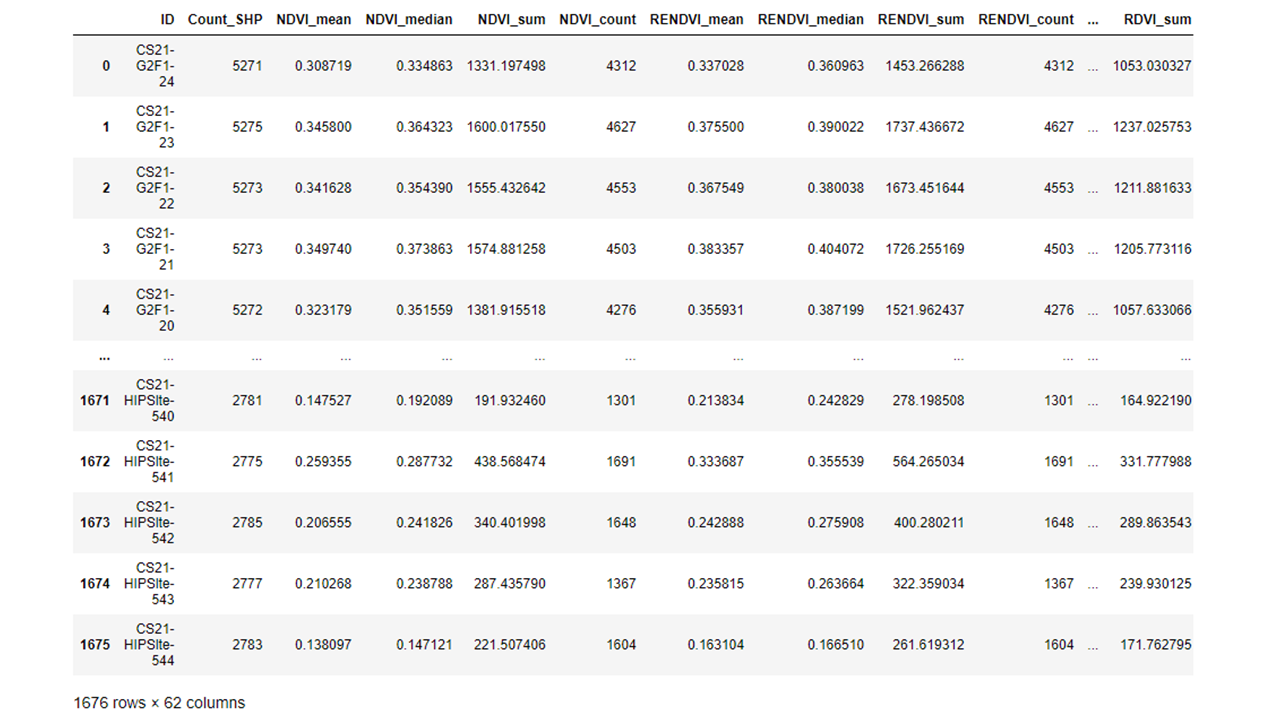 ID Count_SHP NDVI_mean NDVI_median NDVI_sum NDVI_count RENDVI_mean RENDVI_median RENDVI_sum RENDVI_count ... RDVI_sum
CS21-
0 G2F1- 5271 0.308719 0.334863 1331.197498 4312 0.337028 0.360963 1453.266288 4312 ... 1053.030327
24
CS21-
1 G2F1- 5275 0.345800 0.364323 1600.017550 4627 0.375500 0.390022 1737.436672 4627 ... 1237.025753
23
CS21-
2 G2F1- 5273 0.341628 0.354390 1555.432642 4553 0.367549 0.380038 1673.451644 4553 ... 1211.881633
22
CS21-
3 G2F1- 5273 0.349740 0.373863 1574.881258 4503 0.383357 0.404072 1726.255169 4503 ... 1205.773116
21
CS21-
4 G2F1- 5272 0.323179 0.351559 1381.915518 4276 0.355931 0.387199 1521.962437 4276 ... 1057.633066
20
... ... ... ... ... ... ... ... ... ... ... ... ...
CS21-
1671 HIPSIte- 2781 0.147527 0.192089 191.932460 1301 0.213834 0.242829 278.198508 1301 ... 164.922190
540
CS21-
1672 HIPSIte- 2775 0.259355 0.287732 438.568474 1691 0.333687 0.355539 564.265034 1691 ... 331.777988
541
CS21-
1673 HIPSIte- 2785 0.206555 0.241826 340.401998 1648 0.242888 0.275908 400.280211 1648 ... 289.863543
542
CS21-
1674 HIPSIte- 2777 0.210268 0.238788 287.435790 1367 0.235815 0.263664 322.359034 1367 ... 239.930125
543
CS21-
1675 HIPSIte- 2783 0.138097 0.147121 221.507406 1604 0.163104 0.166510 261.619312 1604 ... 171.762795
544
1676 rows × 62 columns